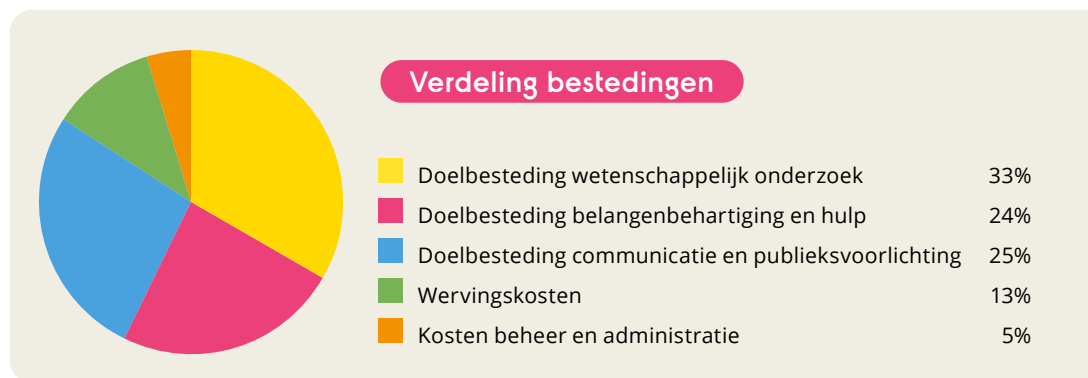 Verdeling bestedingen
Doelbesteding wetenschappelijk onderzoek 33%
Doelbesteding belangenbehartiging en hulp 24%
Doelbesteding communicatie en publieksvoorlichting 25%
Wervingskosten 13%
Kosten beheer en administratie 5%